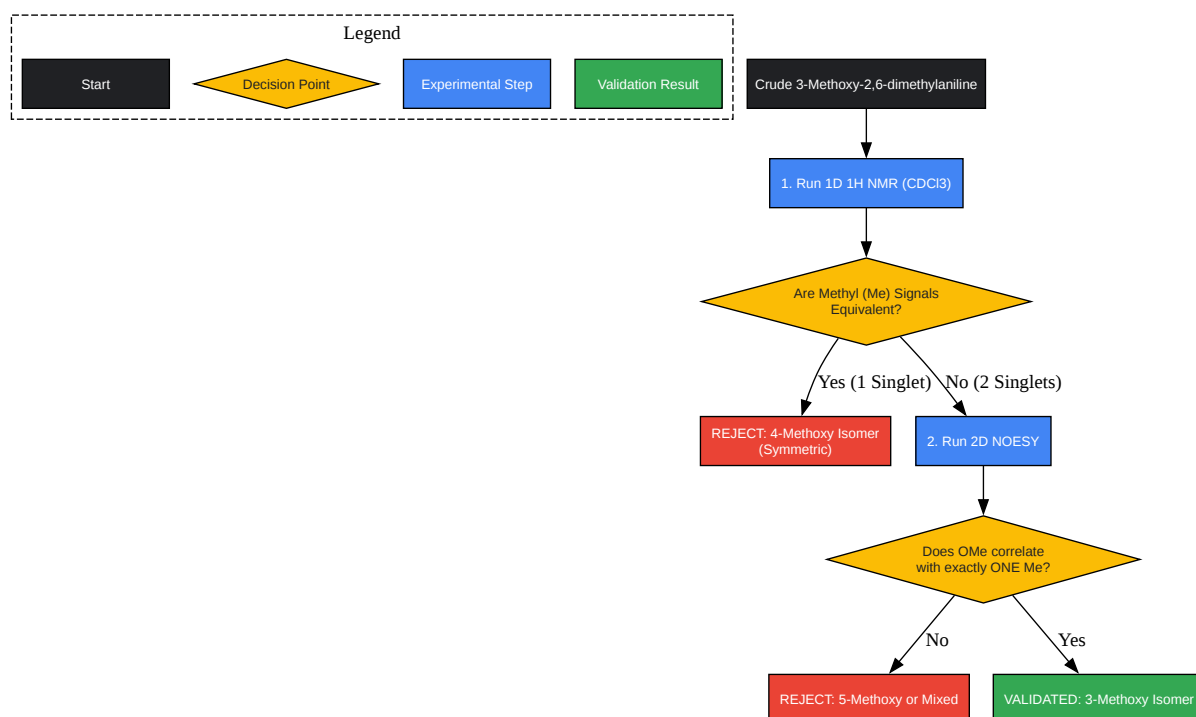 Legend
Start
Decision Point
Experimental Step
Validation Result
Crude 3-Methoxy-2,6-dimethylaniline
1. Run 1D 1H NMR (CDCl3)
Are Methyl (Me) Signals
Equivalent?
Yes (1 Singlet)
No (2 Singlets)
REJECT: 4-Methoxy Isomer
(Symmetric)
2. Run 2D NOESY
Does OMe correlate
with exactly ONE Me?
No
Yes
REJECT: 5-Methoxy or Mixed
VALIDATED: 3-Methoxy Isomer